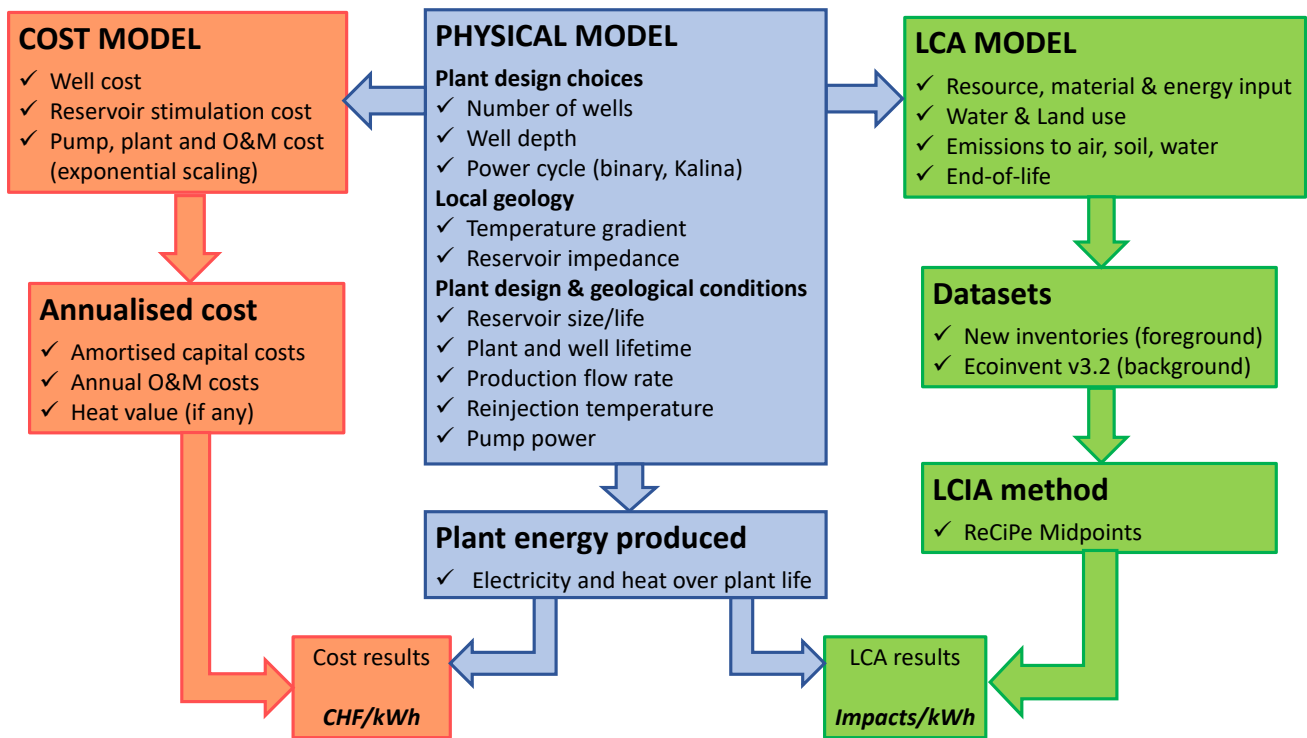 COST MODEL
✓ Well cost
✓ Reservoir stimulation cost
✓ Pump, plant and O&M cost
(exponential scaling)
Annualised cost
✓ Amortised capital costs
✓ Annual O&M costs
✓ Heat value (if any)
PHYSICAL MODEL
Plant design choices
✓ Number of wells
✓ Well depth
✓ Power cycle (binary, Kalina)
Local geology
✓ Temperature gradient
✓ Reservoir impedance
Plant design & geological conditions
✓ Reservoir size/life
✓ Plant and well lifetime
✓ Production flow rate
✓ Reinjection temperature
✓ Pump power
Plant energy produced
✓ Electricity and heat over plant life
LCA MODEL
✓ Resource, material & energy input
✓ Water & Land use
✓ Emissions to air, soil, water
✓ End-of-life
Datasets
✓ New inventories (foreground)
✓ Ecoinvent v3.2 (background)
LCIA method
✓ ReCiPe Midpoints
Cost results
CHF/kWh
LCA results
Impacts/kWh